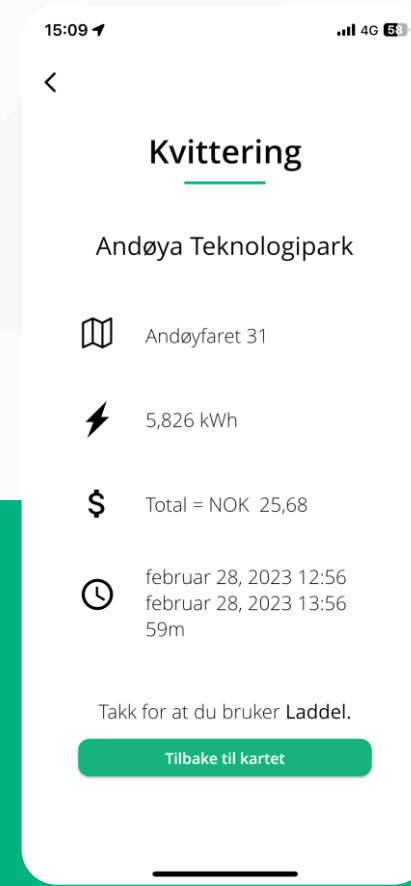 15:09 4G 58
Kvittering
Andøya Teknologipark
Andøyfaret 31
5,826 kWh
$ Total = NOK 25,68
februar 28, 2023 12:56
februar 28, 2023 13:56
59m
Takk for at du bruker Laddel.
Tilbake til kartet